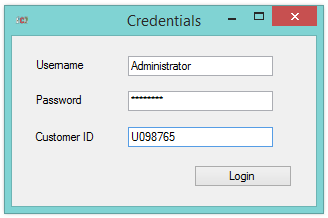 Credentials
Username Administrator
Password ********
Customer ID U098765
Login